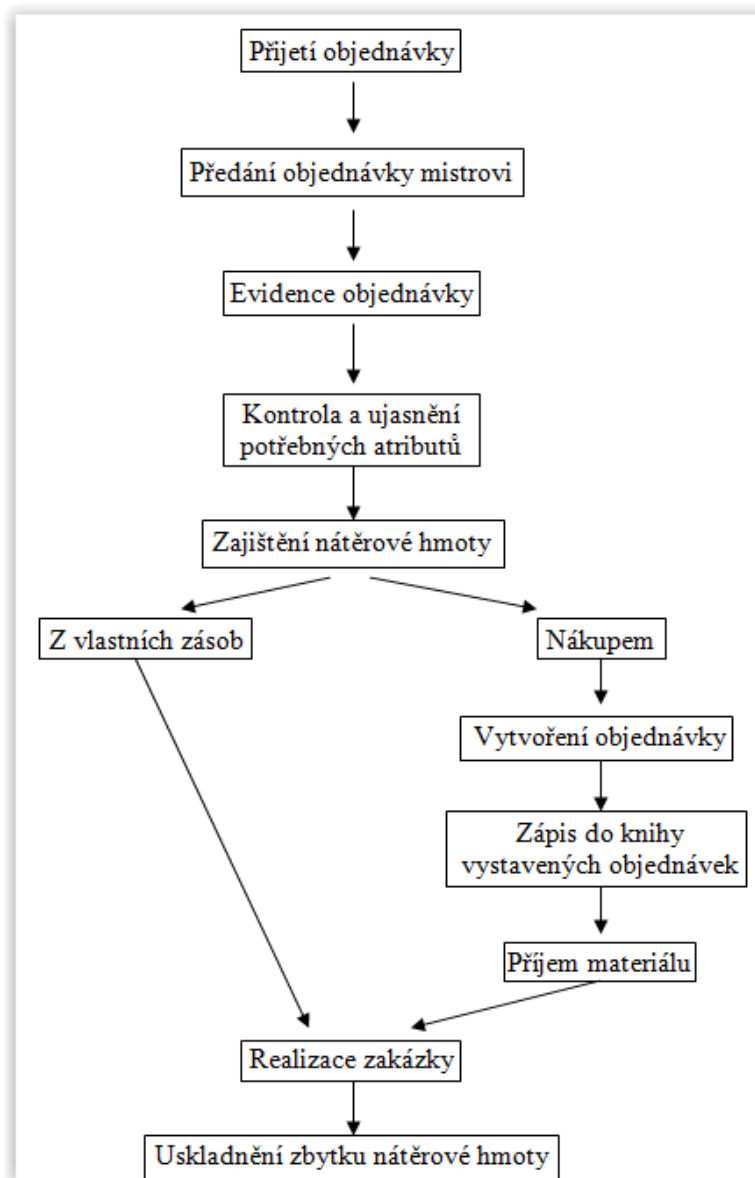 Přijetí objednávky
Předání objednávky mistrovi
Evidence objednávky
Kontrola a ujasnění
potřebných atributů
Zajištění nátěrové hmoty
Z vlastních zásob
Nákupem
Vytvoření objednávky
Zápis do knihy
vystavených objednávek
Příjem materiálu
Realizace zakázky
Uskladnění zbytku nátěrové hmoty